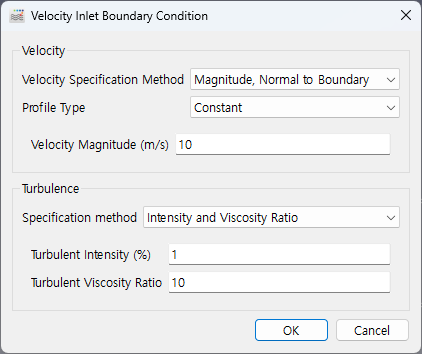 Velocity Inlet Boundary Condition
Velocity
Velocity Specification Method Magnitude, Normal to Boundary
Profile Type Constant
Velocity Magnitude (m/s) 10
Turbulence
Specification method Intensity and Viscosity Ratio
Turbulent Intensity (%) 1
Turbulent Viscosity Ratio 10
OK Cancel